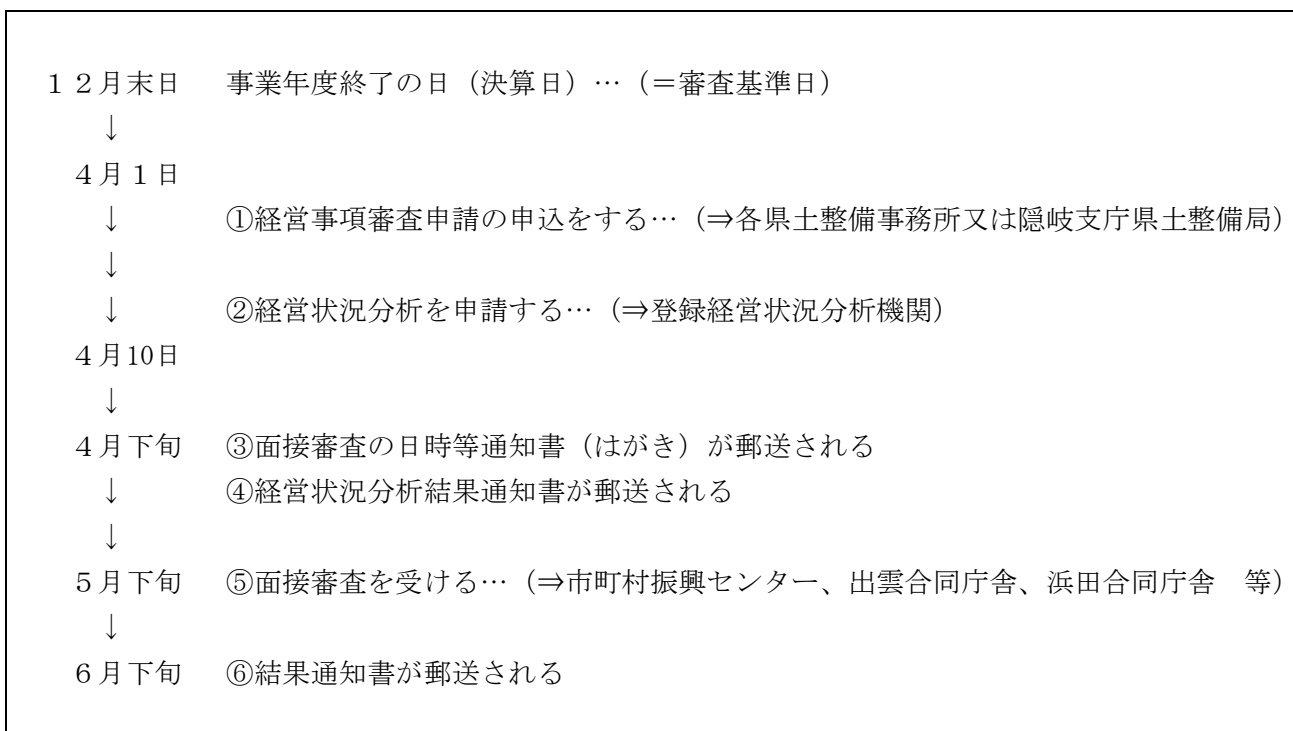 １２月末日　事業年度終了の日（決算日）…（＝審査基準日）
↓
４月１日
↓　①経営事項審査申請の申込をする…（⇒各県土整備事務所又は隠岐支庁県土整備局）
↓
↓　②経営状況分析を申請する…（⇒登録経営状況分析機関）
４月10日
↓
４月下旬　③面接審査の日時等通知書（はがき）が郵送される
↓　④経営状況分析結果通知書が郵送される
↓
５月下旬　⑤面接審査を受ける…（⇒市町村振興センター、出雲合同庁舎、浜田合同庁舎　等）
↓
６月下旬　⑥結果通知書が郵送される